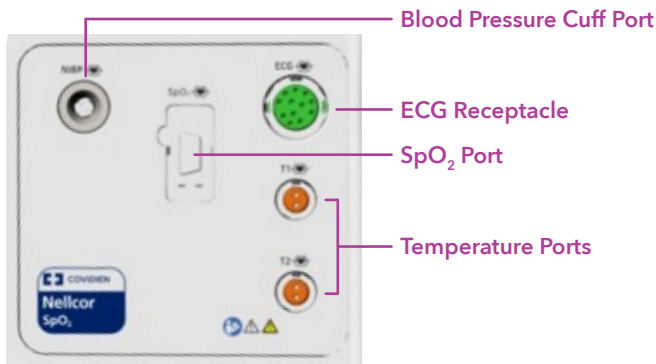 Blood Pressure Cuff Port
NIBP
ECG
SpO₂
ECG Receptacle
SpO₂ Port
T1
Temperature Ports
T2
COVIDIEN
Nellcor
SpO₂